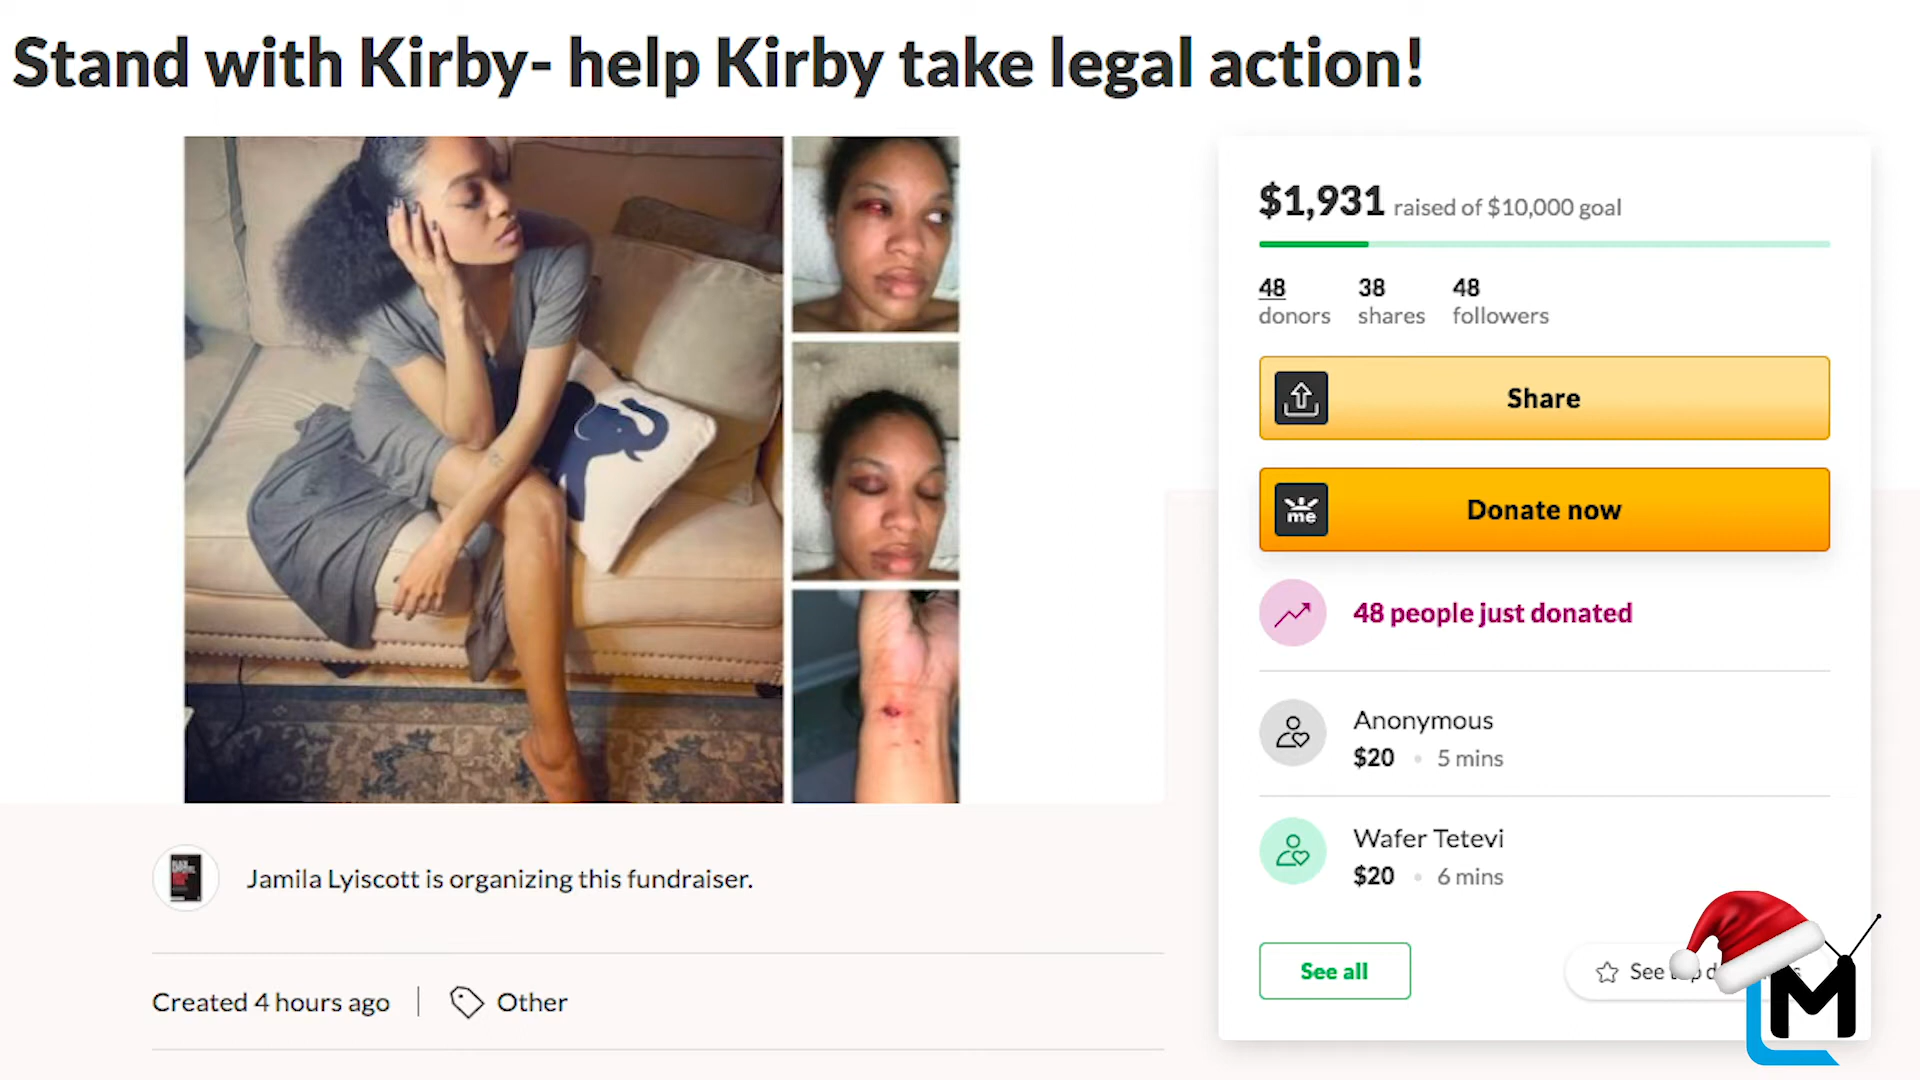 Stand with Kirby- help Kirby take legal action!
$1,931 raised of $10,000 goal
48 donors
38 shares
48 followers
Share
me
Donate now
48 people just donated
Anonymous
$20 • 5 mins
Wafer Tetevi
$20 • 6 mins
See all
See
Jamila Lyiscott is organizing this fundraiser.
Created 4 hours ago
Other
LM